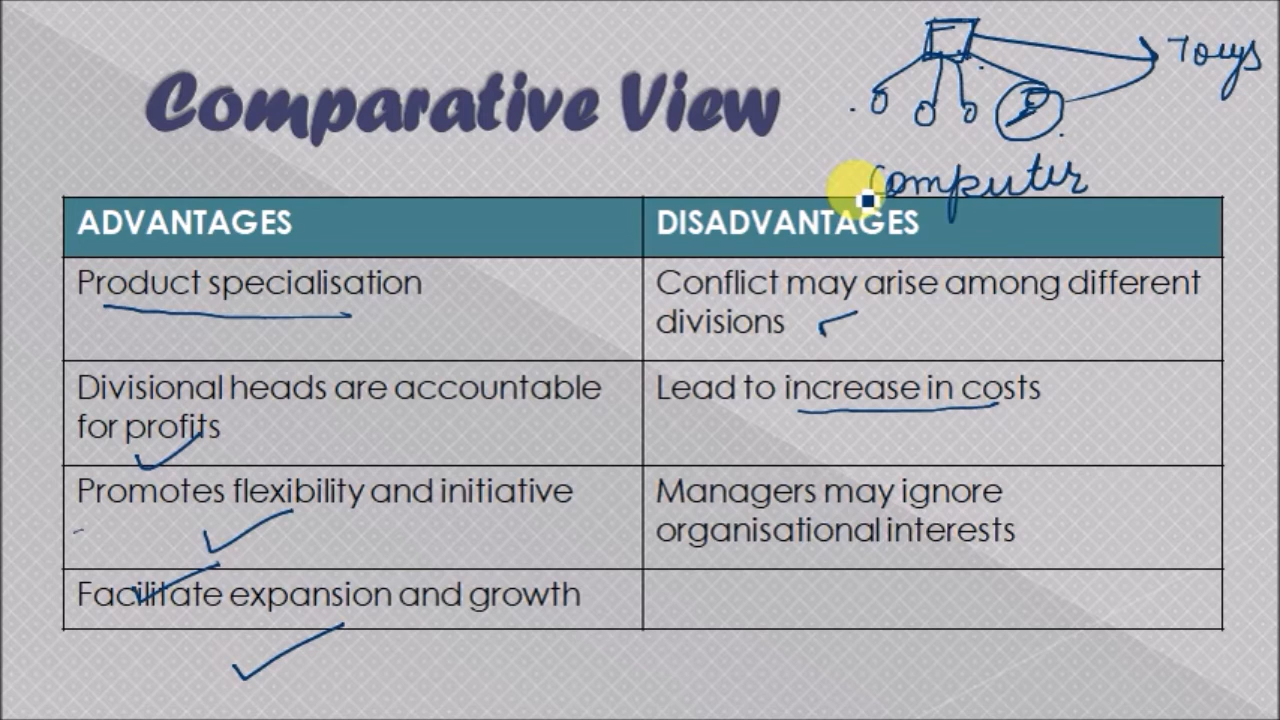 Comparative View
Toys
Computer
ADVANTAGES
DISADVANTAGES
Product specialisation
Conflict may arise among different
divisions
Divisional heads are accountable
for profits
Lead to increase in costs
Promotes flexibility and initiative
Managers may ignore
organisational interests
Facilitate expansion and growth